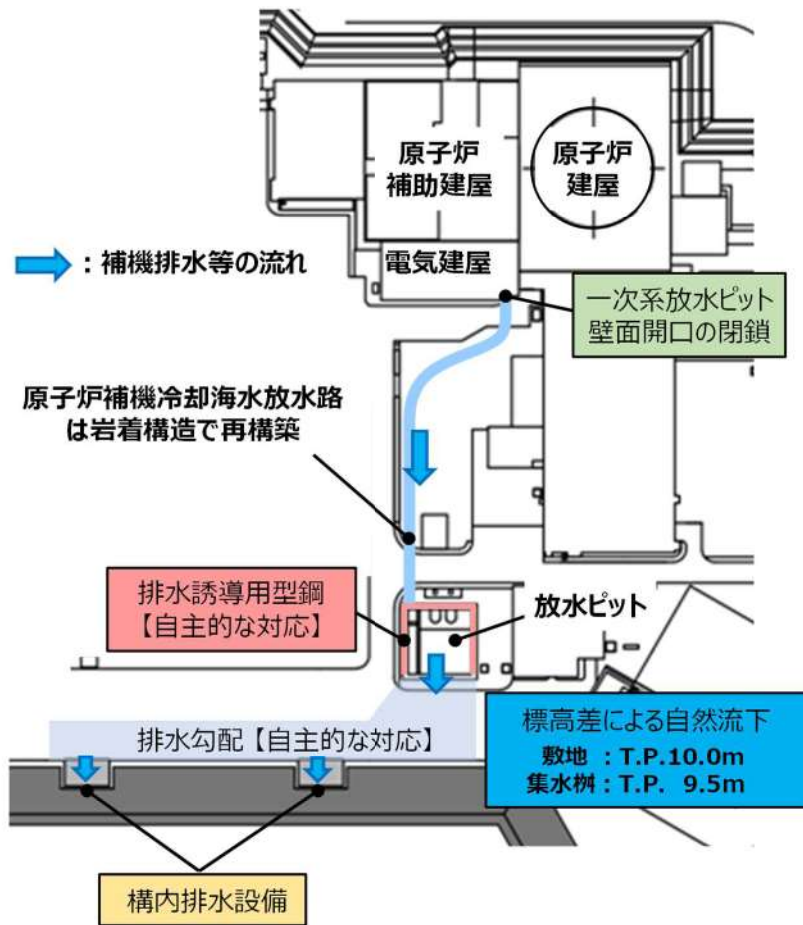 原子炉
補助建屋
原子炉
建屋
：補機排水等の流れ
電気建屋
一次系放水ピット
壁面開口の閉鎖
原子炉補機冷却海水放水路
は岩着構造で再構築
排水誘導用型鋼
【自主的な対応】
放水ピット
排水勾配【自主的な対応】
標高差による自然流下
敷地 ：T.P.10.0m
集水桝：T.P. 9.5m
構内排水設備